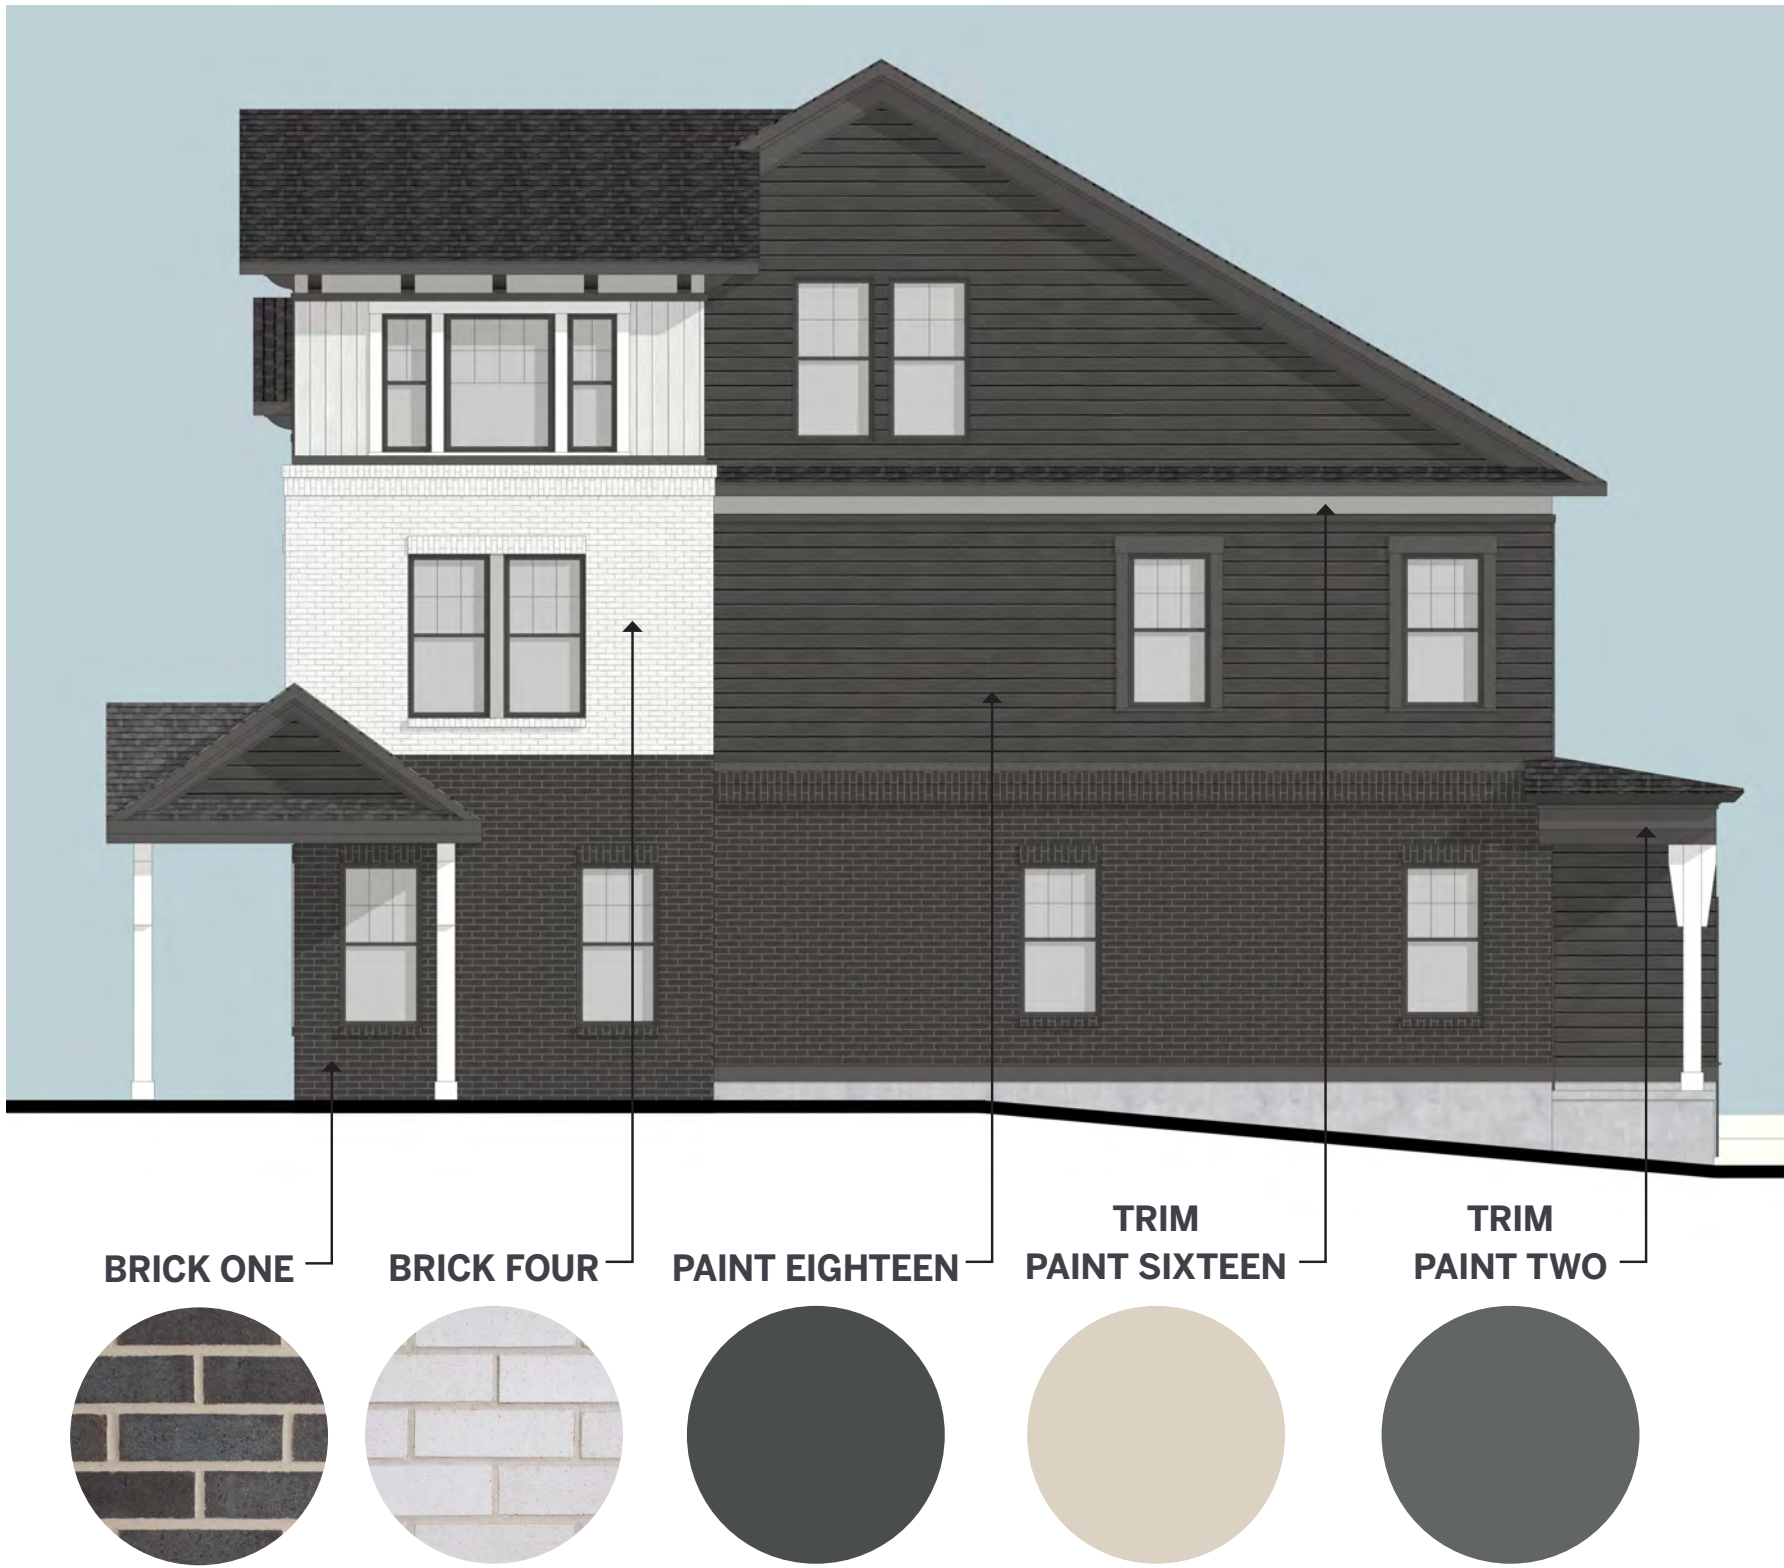 BRICK ONE
BRICK FOUR
PAINT EIGHTEEN
TRIM
PAINT SIXTEEN
TRIM
PAINT TWO